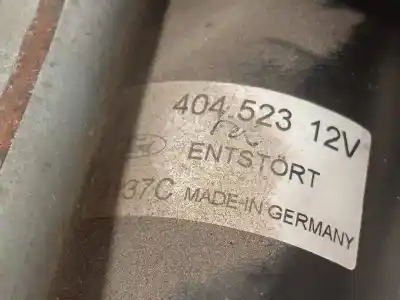 404.523 12V
ENTSTÖRT
37C MADE IN GERMANY